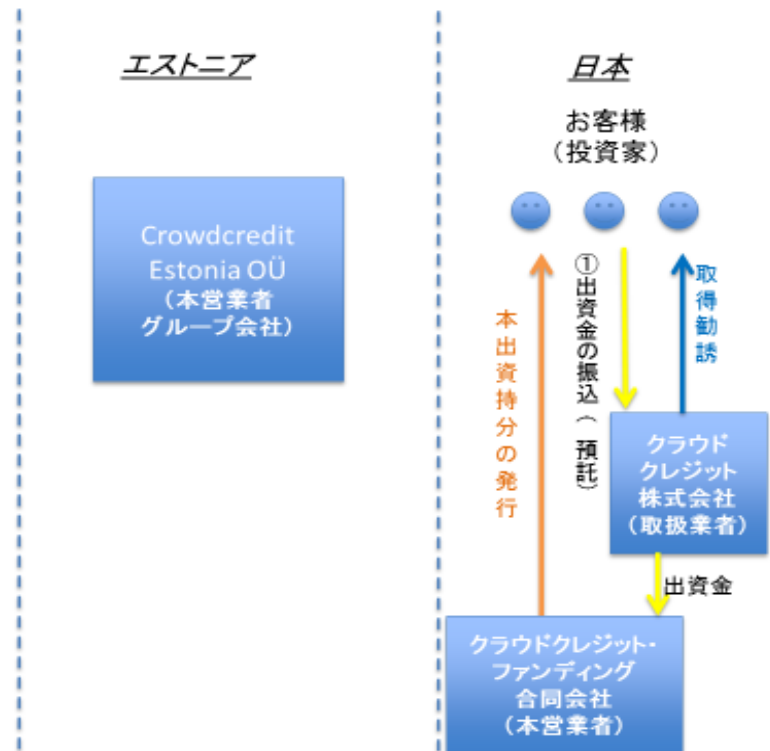 エストニア
Crowdcredit
Estonia OÜ
（本営業者
グループ会社）
日本
お客様
（投資家）
本出資持分の発行
①出資金の振込（預託）
取得勧誘
クラウド
クレジット
株式会社
（取扱業者）
出資金
クラウドクレジット・
ファンディング
合同会社
（本営業者）